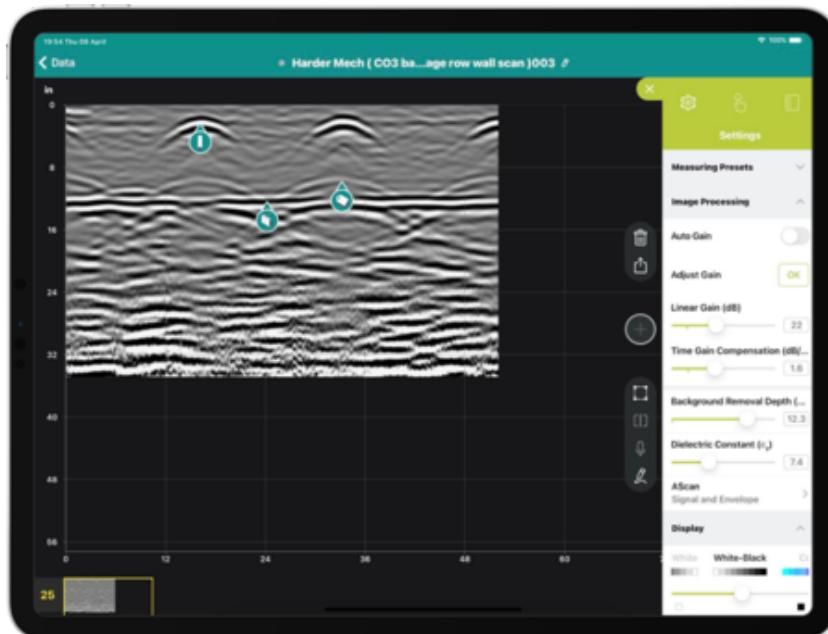 19:54 Thu 08 April
100%
Data
Harder Mech ( CO3 ba...age row wall scan )003
in
0
8
16
24
32
40
48
56
0
12
24
36
48
60
25
Settings
Measuring Presets
Image Processing
Auto Gain
Adjust Gain
OK
Linear Gain (dB)
22
Time Gain Compensation (dB/...
1.6
Background Removal Depth (...
12.3
Dielectric Constant (εr)
7.4
AScan
Signal and Envelope
Display
White
White-Black